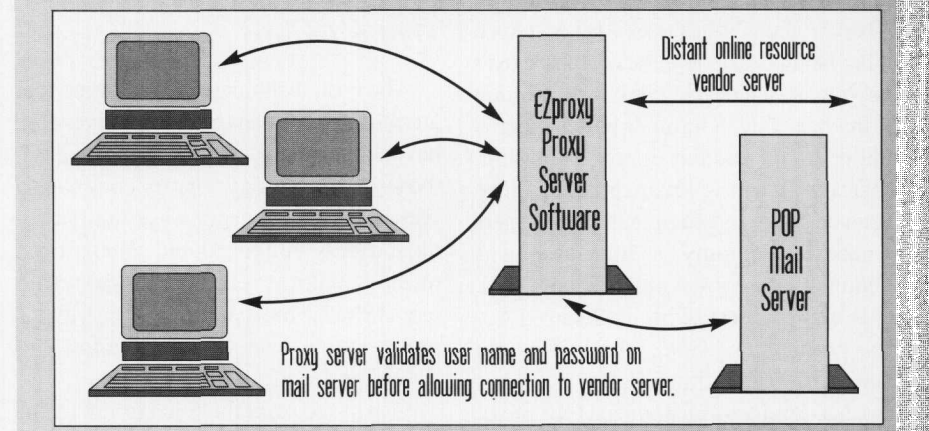 Distant online resource
vendor server
EZproxy
Proxy
Server
Software
POP
Mail
Server
Proxy server validates user name and password on
mail server before allowing connection to vendor server.